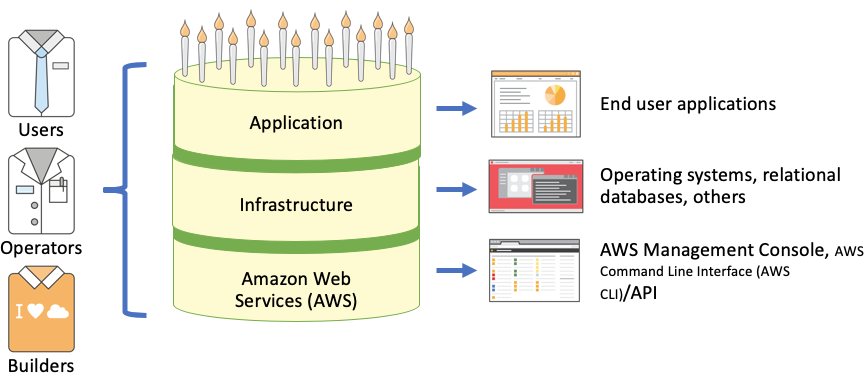 Users
Operators
I
Builders
Application
Infrastructure
Amazon Web
Services (AWS)
End user applications
Operating systems, relational
databases, others
AWS Management Console, AWS
Command Line Interface (AWS
CLI)/API